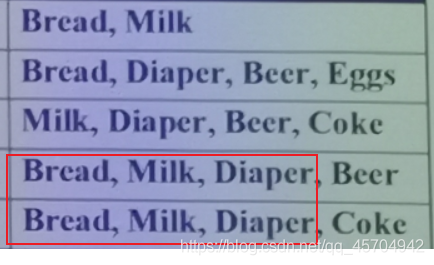 Bread, Milk
Bread, Diaper, Beer, Eggs
Milk, Diaper, Beer, Coke
Bread, Milk, Diaper, Beer
Bread, Milk, Diaper, Coke
https://blog.csdn.net/qq_45704942